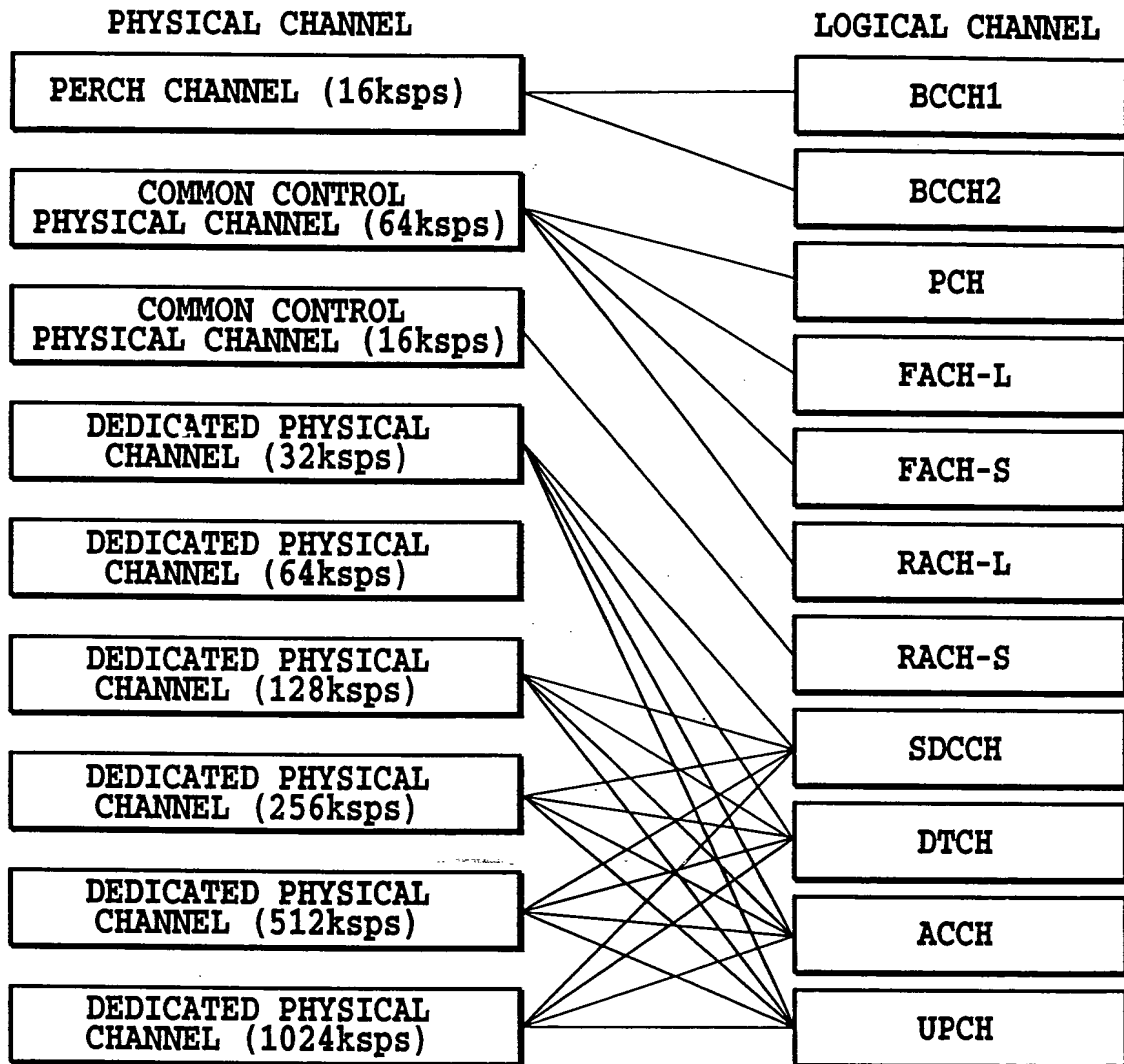 PHYSICAL CHANNEL
PERCH CHANNEL (16ksps)
COMMON CONTROL
PHYSICAL CHANNEL (64ksps)
COMMON CONTROL
PHYSICAL CHANNEL (16ksps)
DEDICATED PHYSICAL
CHANNEL (32ksps)
DEDICATED PHYSICAL
CHANNEL (64ksps)
DEDICATED PHYSICAL
CHANNEL (128ksps)
DEDICATED PHYSICAL
CHANNEL (256ksps)
DEDICATED PHYSICAL
CHANNEL (512ksps)
DEDICATED PHYSICAL
CHANNEL (1024ksps)
LOGICAL CHANNEL
BCCH1
BCCH2
PCH
FACH-L
FACH-S
RACH-L
RACH-S
SDCCH
DTCH
ACCH
UPCH